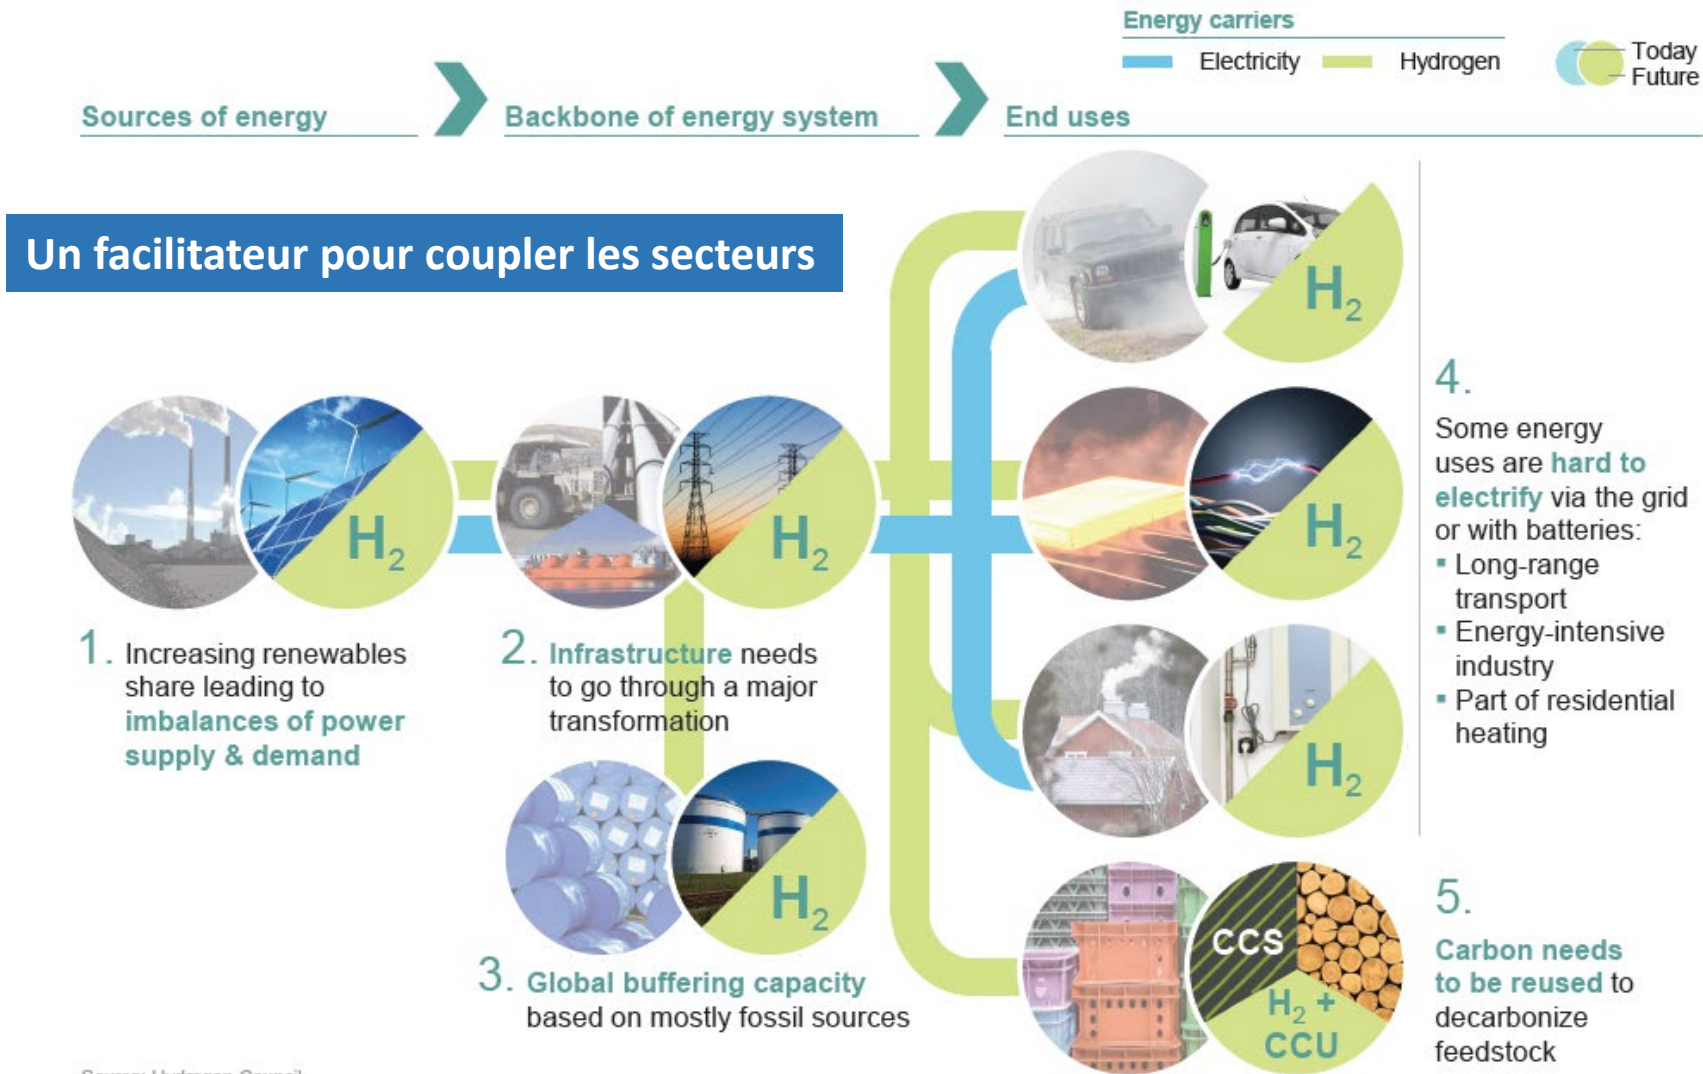 Energy carriers
Electricity
Hydrogen
Today
Future
Sources of energy
Backbone of energy system
End uses
Un facilitateur pour coupler les secteurs
H2
H2
H2
H2
H2
1. Increasing renewables
share leading to
imbalances of power
supply & demand
2. Infrastructure needs
to go through a major
transformation
H2
3. Global buffering capacity
based on mostly fossil sources
4.
Some energy
uses are hard to
electrify via the grid
or with batteries:
▪ Long-range
transport
▪ Energy-intensive
industry
▪ Part of residential
heating
CCS
H2 +
CCU
5.
Carbon needs
to be reused to
decarbonize
feedstock